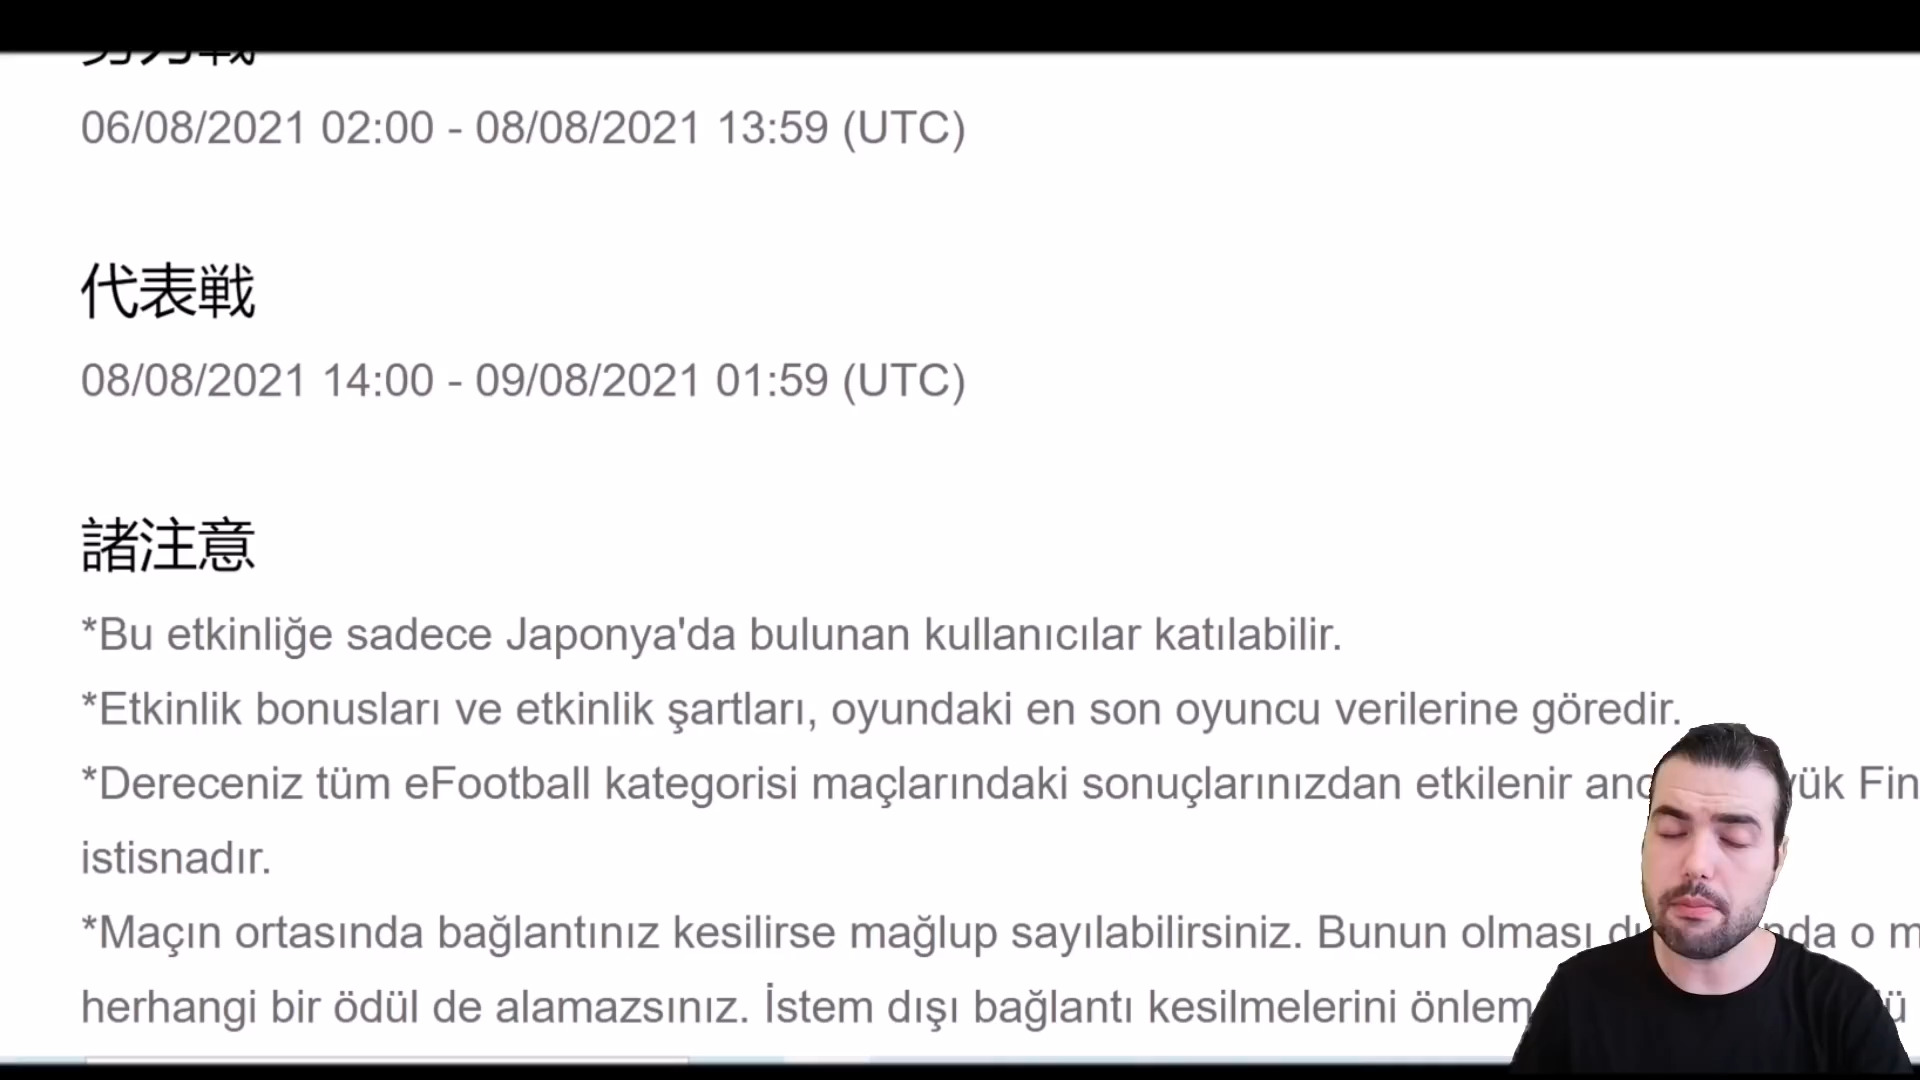 06/08/2021 02:00 - 08/08/2021 13:59 (UTC)
代表戦
08/08/2021 14:00 - 09/08/2021 01:59 (UTC)
諸注意
*Bu etkinliğe sadece Japonya'da bulunan kullanıcılar katılabilir.
*Etkinlik bonusları ve etkinlik şartları, oyundaki en son oyuncu verilerine göredir.
*Dereceniz tüm eFootball kategorisi maçlarındaki sonuçlarınızdan etkilenir
istisnadır.
*Maçın ortasında bağlantınız kesilirse mağlup sayılabilirsiniz. Bunun olması o
herhangi bir ödül de alamazsınız. İstem dışı bağlantı kesilmelerini